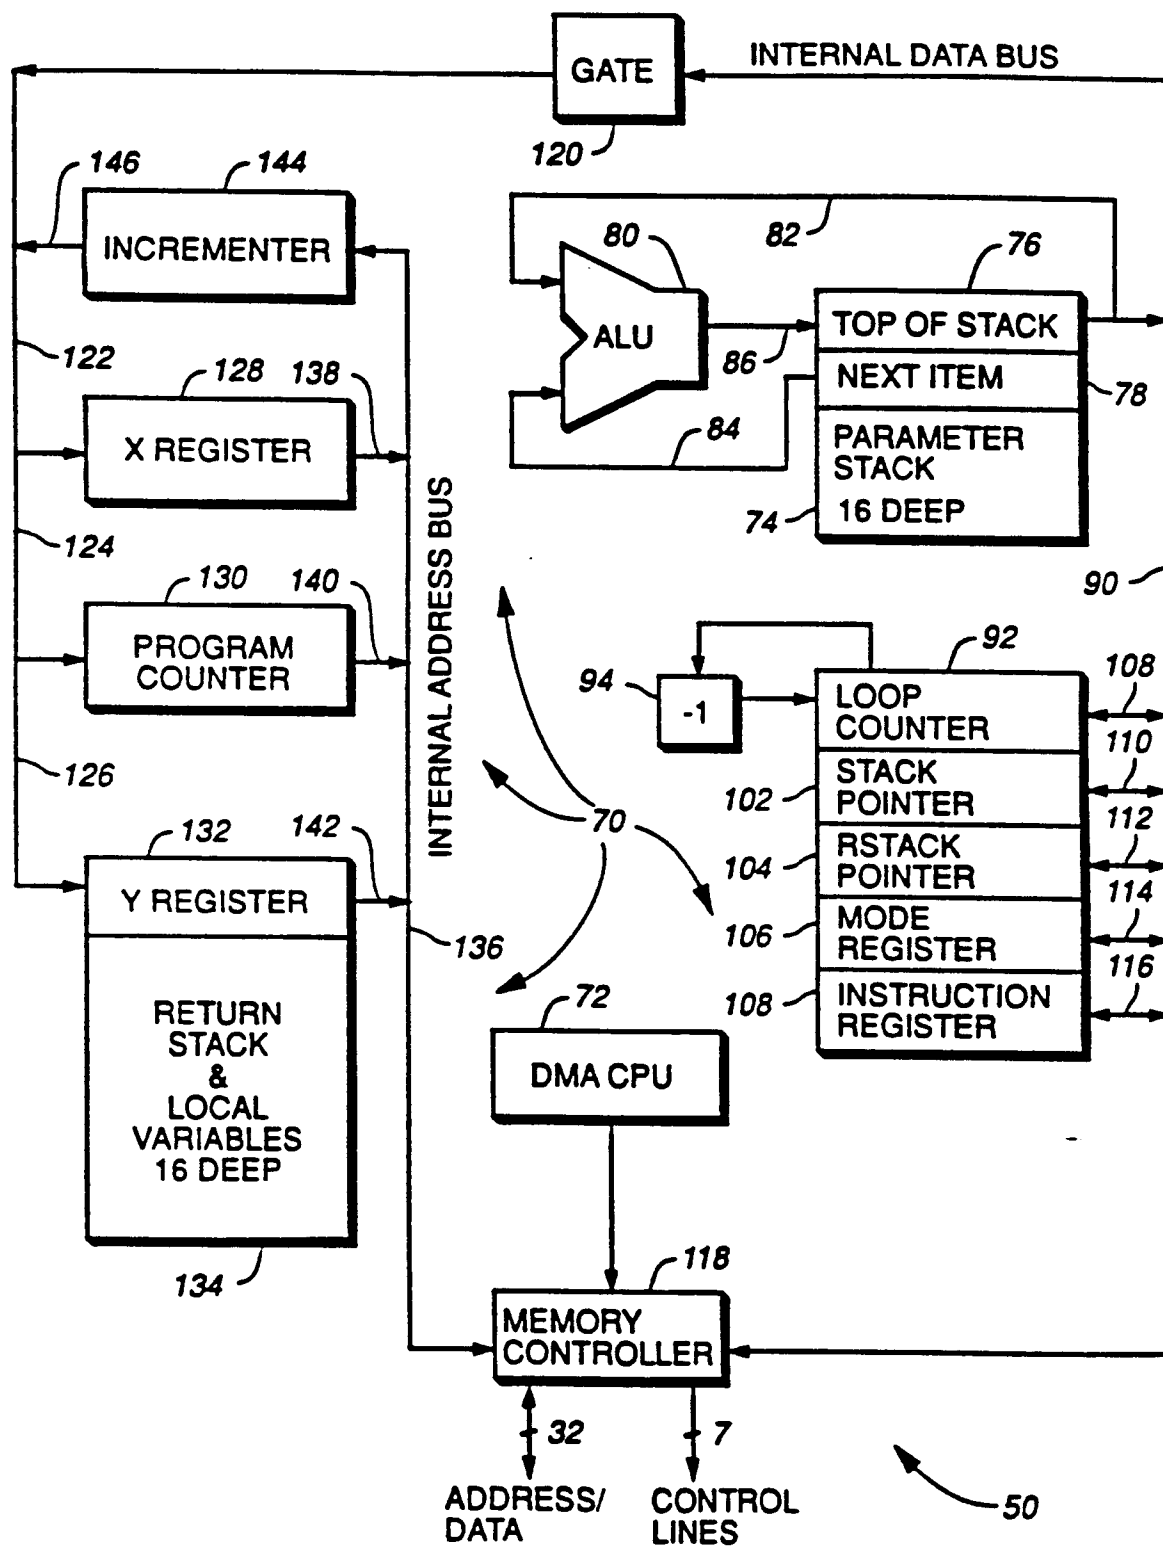 GATE
INTERNAL DATA BUS
120
146
144
INCREMENTER
82
80
76
ALU
TOP OF STACK
86
NEXT ITEM
78
84
PARAMETER
STACK
16 DEEP
74
122
128
138
X REGISTER
124
INTERNAL ADDRESS BUS
90
130
140
PROGRAM
COUNTER
94
-1
92
LOOP
COUNTER
108
126
102
STACK
POINTER
110
70
104
RSTACK
POINTER
112
132
142
Y REGISTER
106
MODE
REGISTER
114
136
108
INSTRUCTION
REGISTER
116
RETURN
STACK
&
LOCAL
VARIABLES
16 DEEP
134
72
DMA CPU
118
MEMORY
CONTROLLER
32
7
ADDRESS/
DATA
CONTROL
LINES
50